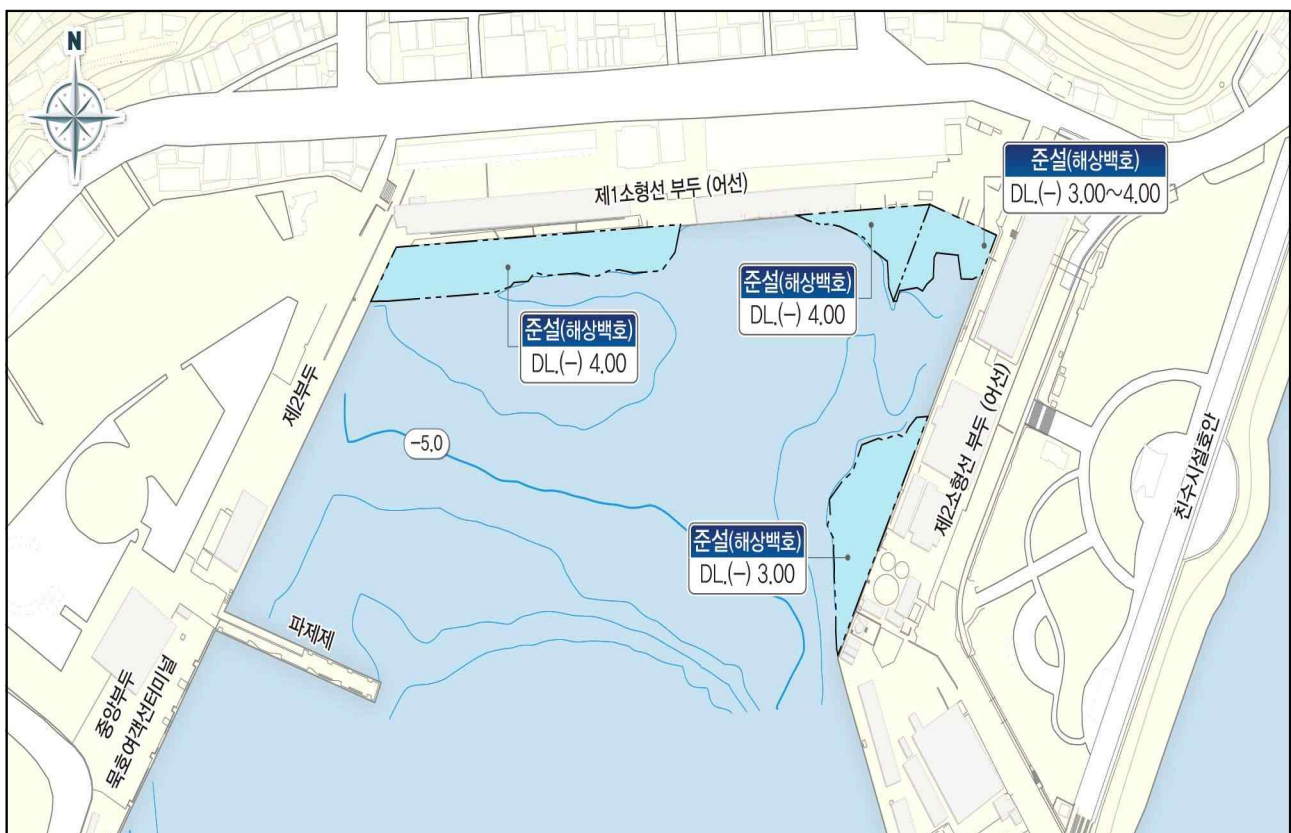 N
제1소형선 부두 (어선)
준설(해상백호)
DL.(-) 3.00~4.00
준설(해상백호)
DL.(-) 4.00
준설(해상백호)
DL.(-) 4.00
제2부두
-5.0
제2소형선 부두 (어선)
친수시설호안
준설(해상백호)
DL.(-) 3.00
파제제
중앙부두
묵호여객선터미널